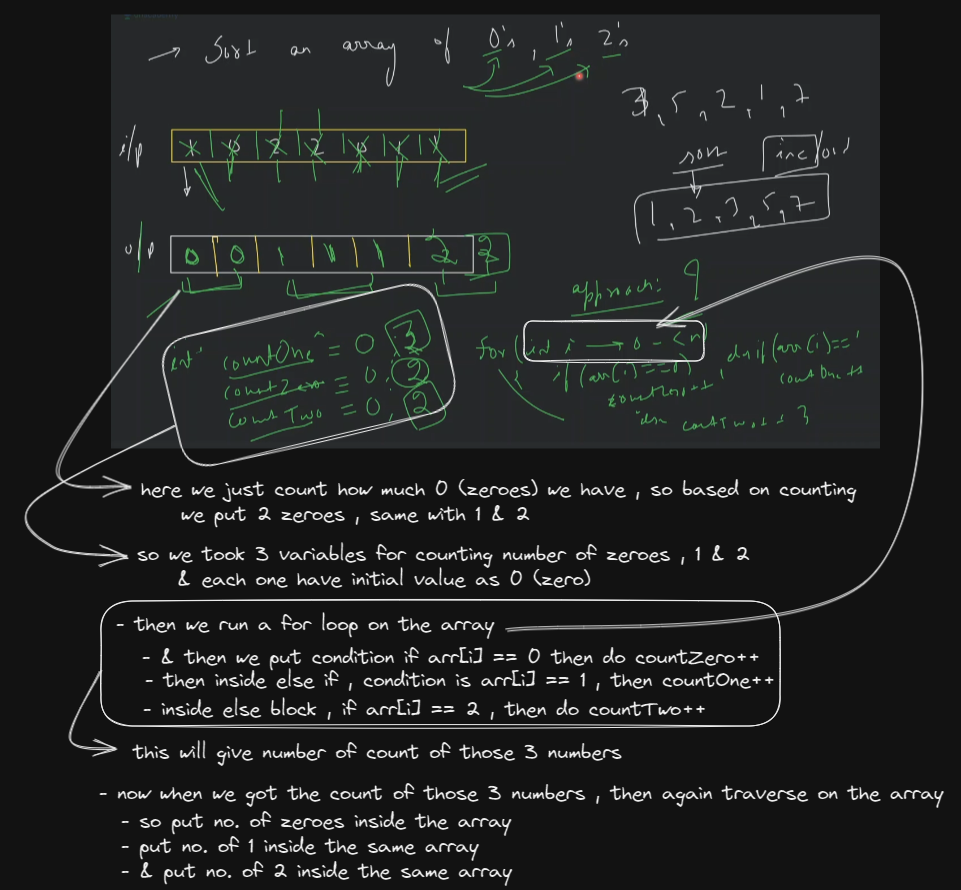 → Sort an array of 0's, 1's 2's
3, 5, 2, 1, 7
i/p
1 | 0 | 2 | 2 | 0 | 1 | 1
sort
inc/
1, 2, 3, 5, 7
o/p
0 0 1 1 1 2 2
approach:
int countOne = 0 3
countZero = 0, 2
countTwo = 0, 2
for (int i → 0 - <n)
if (arr(i)==0)
countZero++
if (arr(i)==1
countOne++
countTwo++ }
here we just count how much 0 (zeroes) we have , so based on counting
we put 2 zeroes , same with 1 & 2
so we took 3 variables for counting number of zeroes , 1 & 2
& each one have initial value as 0 (zero)
- then we run a for loop on the array
- & then we put condition if arr[i] == 0 then do countZero++
- then inside else if , condition is arr[i] == 1 , then countOne++
- inside else block , if arr[i] == 2 , then do countTwo++
this will give number of count of those 3 numbers
- now when we got the count of those 3 numbers , then again traverse on the array
- so put no. of zeroes inside the array
- put no. of 1 inside the same array
- & put no. of 2 inside the same array